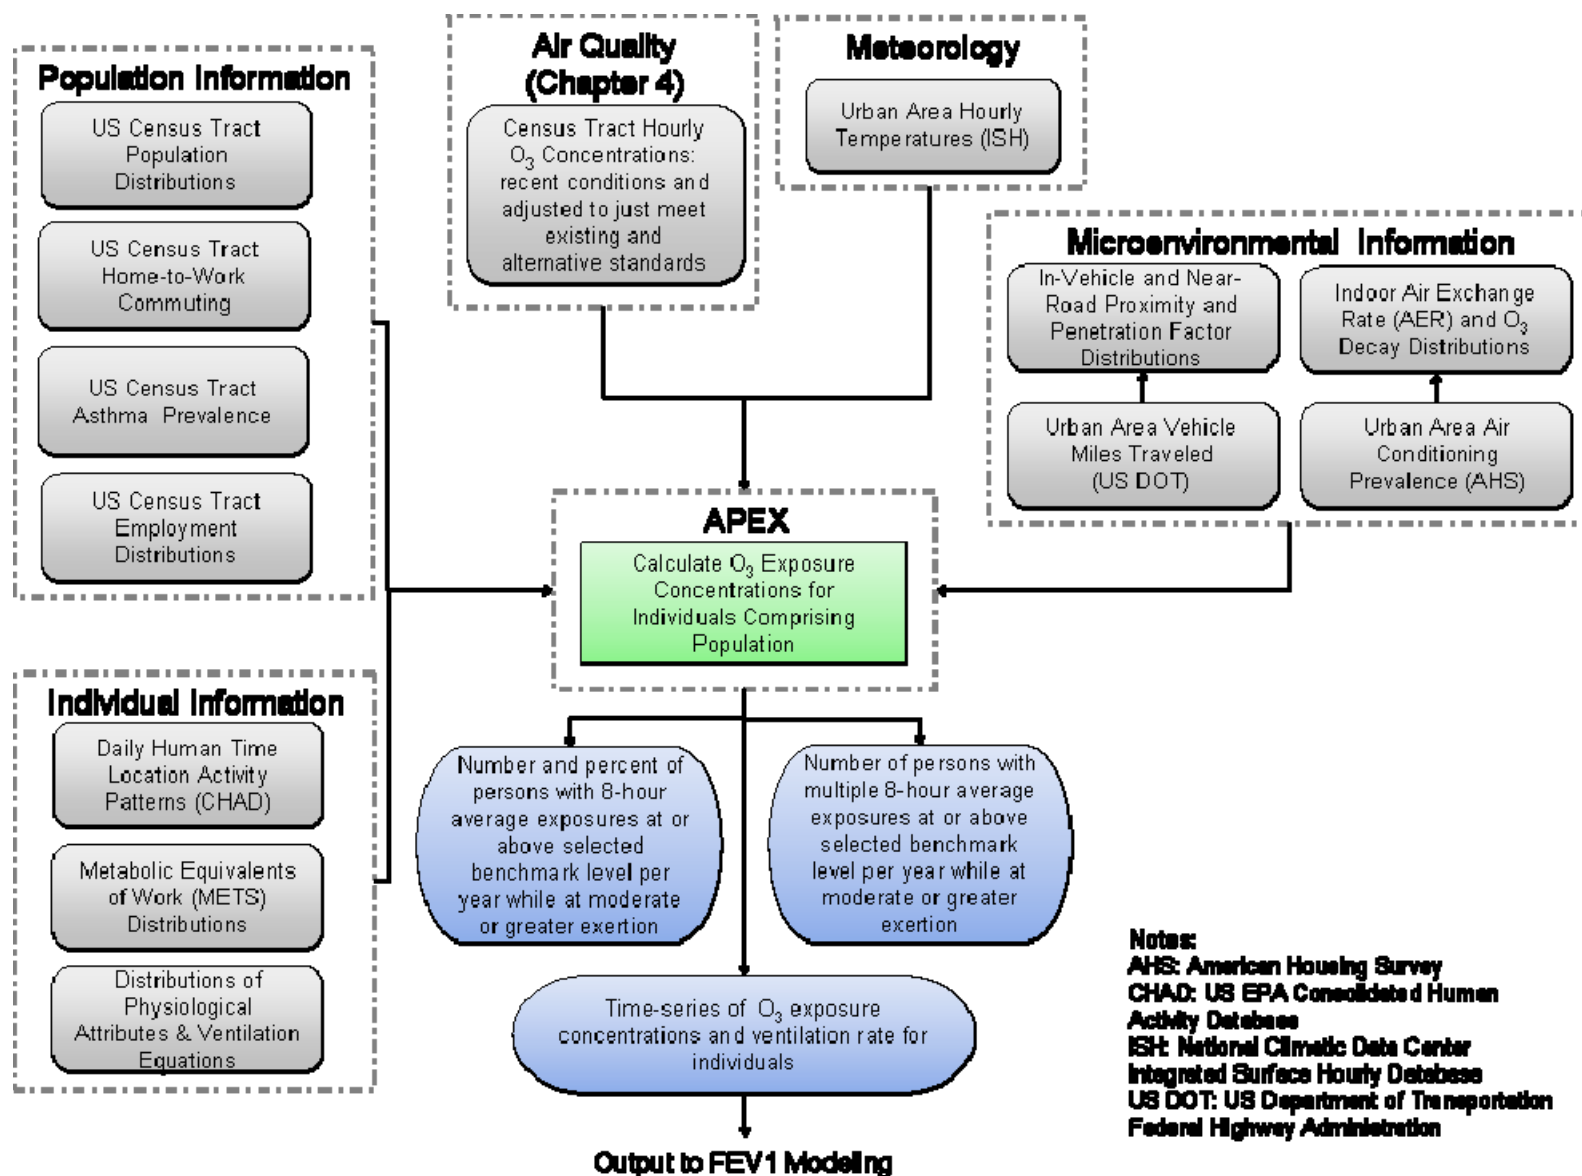 Population Information
US Census Tract
Population
Distributions
US Census Tract
Home-to-Work
Commuting
US Census Tract
Asthma Prevalence
US Census Tract
Employment
Distributions
Air Quality
(Chapter 4)
Census Tract Hourly
O3 Concentrations:
recent conditions and
adjusted to just meet
existing and
alternative standards
Meteorology
Urban Area Hourly
Temperatures (ISH)
Microenvironmental Information
In-Vehicle and Near-
Road Proximity and
Penetration Factor
Distributions
Indoor Air Exchange
Rate (AER) and O3
Decay Distributions
Urban Area Vehicle
Miles Traveled
(US DOT)
Urban Area Air
Conditioning
Prevalence (AHS)
APEX
Calculate O3 Exposure
Concentrations for
Individuals Comprising
Population
Individual Information
Daily Human Time
Location Activity
Patterns (CHAD)
Metabolic Equivalents
of Work (METS)
Distributions
Distributions of
Physiological
Attributes & Ventilation
Equations
Number and percent of
persons with 8-hour
average exposures at or
above selected
benchmark level per
year while at moderate
or greater exertion
Number of persons with
multiple 8-hour average
exposures at or above
selected benchmark
level per year while at
moderate or greater
exertion
Time-series of O3 exposure
concentrations and ventilation rate for
individuals
Output to FEV1 Modeling
Notes:
AHS: American Housing Survey
CHAD: US EPA Consolidated Human
Activity Database
ISH: National Climatic Data Center
Integrated Surface Hourly Database
US DOT: US Department of Transportation
Federal Highway Administration